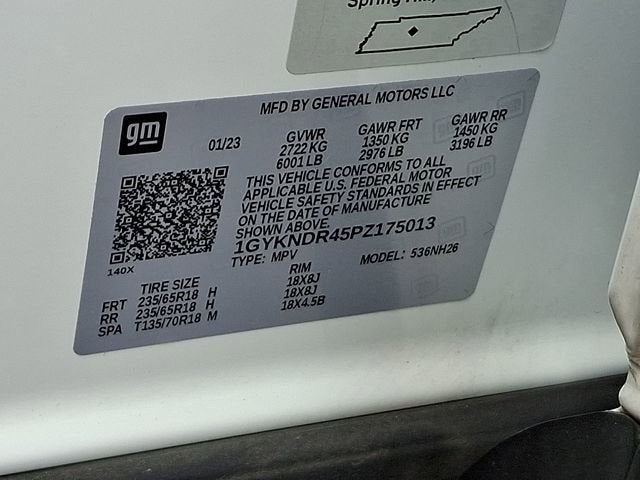 Spring Hill,
gm
MFD BY GENERAL MOTORS LLC
01/23
GVWR
2722 KG
6001 LB
GAWR FRT
1350 KG
2976 LB
GAWR RR
1450 KG
3196 LB
THIS VEHICLE CONFORMS TO ALL
APPLICABLE U.S. FEDERAL MOTOR
VEHICLE SAFETY STANDARDS IN EFFECT
ON THE DATE OF MANUFACTURE
SHOWN ABOVE.
1GYKNDR45PZ175013
TYPE: MPV
MODEL: 536NH26
140X
TIRE SIZE RIM
FRT 235/65R18 H 18X8J
RR 235/65R18 H 18X8J
SPA T135/70R18 M 18X4.5B